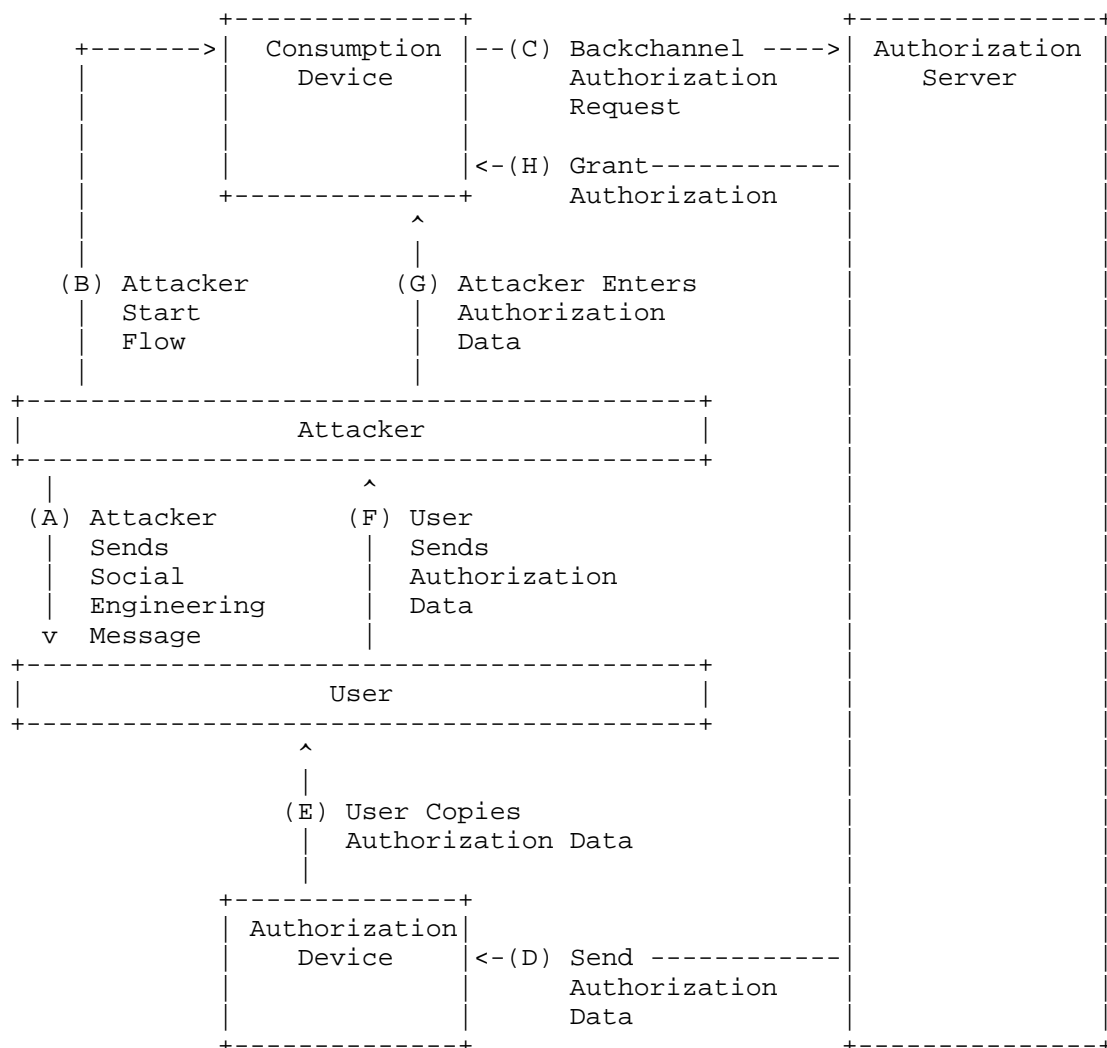 Consumption --(C) Backchannel ----> Authorization
Device Authorization Server
Request
<-(H) Grant------------
Authorization
(B) Attacker (G) Attacker Enters
Start Authorization
Flow Data
Attacker
(A) Attacker (F) User
Sends Sends
Social Authorization
Engineering Data
v Message
User
(E) User Copies
Authorization Data
Authorization
Device <-(D) Send ------------
Authorization
Data